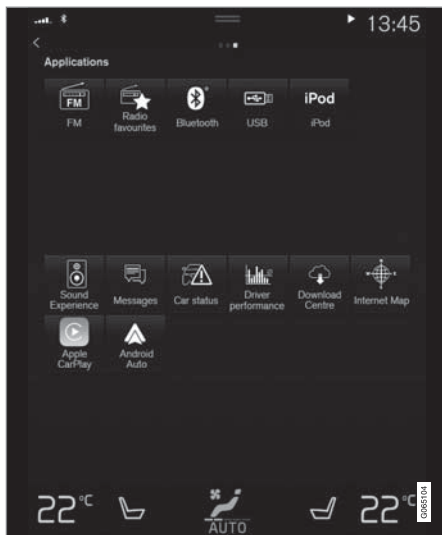 13:45
Applications
FM
FM
Radio
favourites
Bluetooth
USB
iPod
iPod
Sound
Experience
Messages
Car status
Driver
performance
Download
Centre
Internet Map
Apple
CarPlay
Android
Auto
22°C
AUTO
22°C
G065104